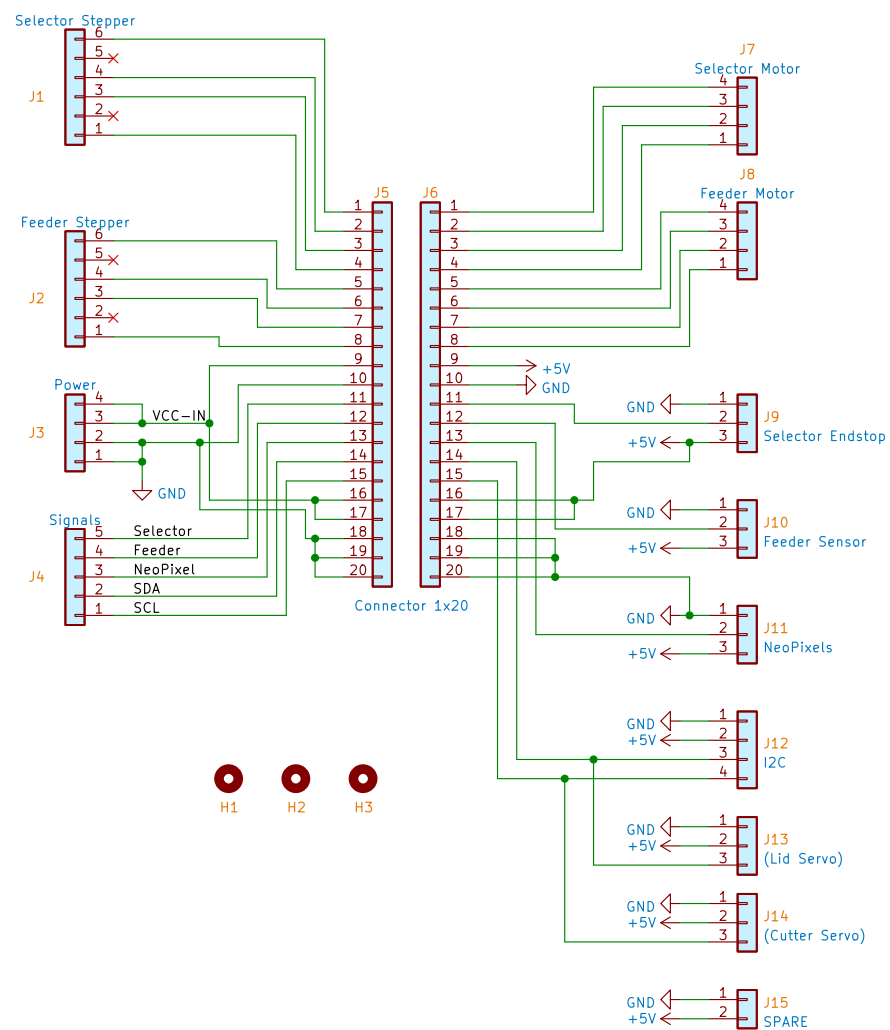 Selector Stepper
J1
6
5
4
3
2
1
Feeder Stepper
J2
6
5
4
3
2
1
Power
J3
4
3
2
1
VCC-IN
GND
Signals
J4
5
4
3
2
1
Selector
Feeder
NeoPixel
SDA
SCL
J5
1
2
3
4
5
6
7
8
9
10
11
12
13
14
15
16
17
18
19
20
J6
1
2
3
4
5
6
7
8
9
10
11
12
13
14
15
16
17
18
19
20
Connector 1x20
+5V
GND
J7
Selector Motor
4
3
2
1
J8
Feeder Motor
4
3
2
1
GND
+5V
1
2
3
J9
Selector Endstop
GND
+5V
1
2
3
J10
Feeder Sensor
GND
+5V
1
2
3
J11
NeoPixels
GND
+5V
1
2
3
4
J12
I2C
GND
+5V
1
2
3
J13
(Lid Servo)
GND
+5V
1
2
3
J14
(Cutter Servo)
GND
+5V
1
2
J15
SPARE
H1
H2
H3